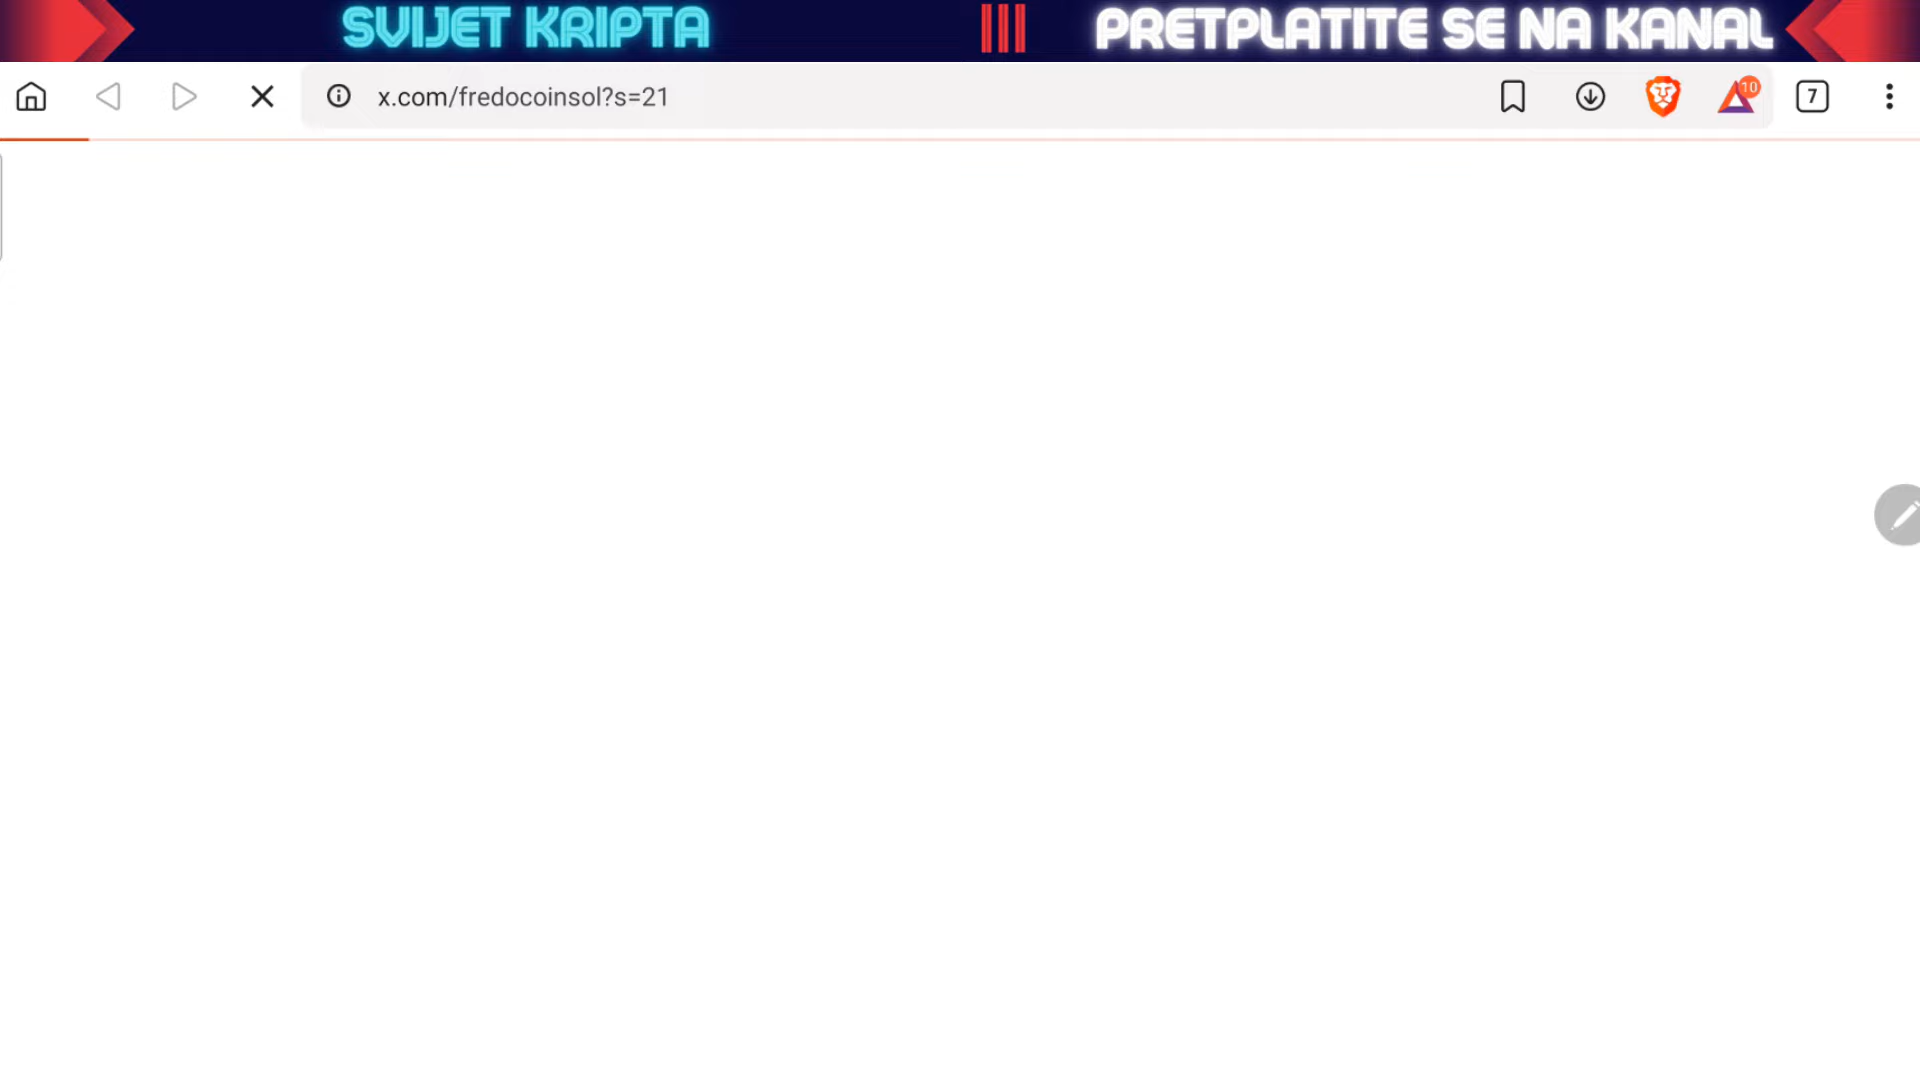 SVIJET KRIPTA
PRETPLATITE SE NA KANAL
x.com/fredocoinsol?s=21
10
7